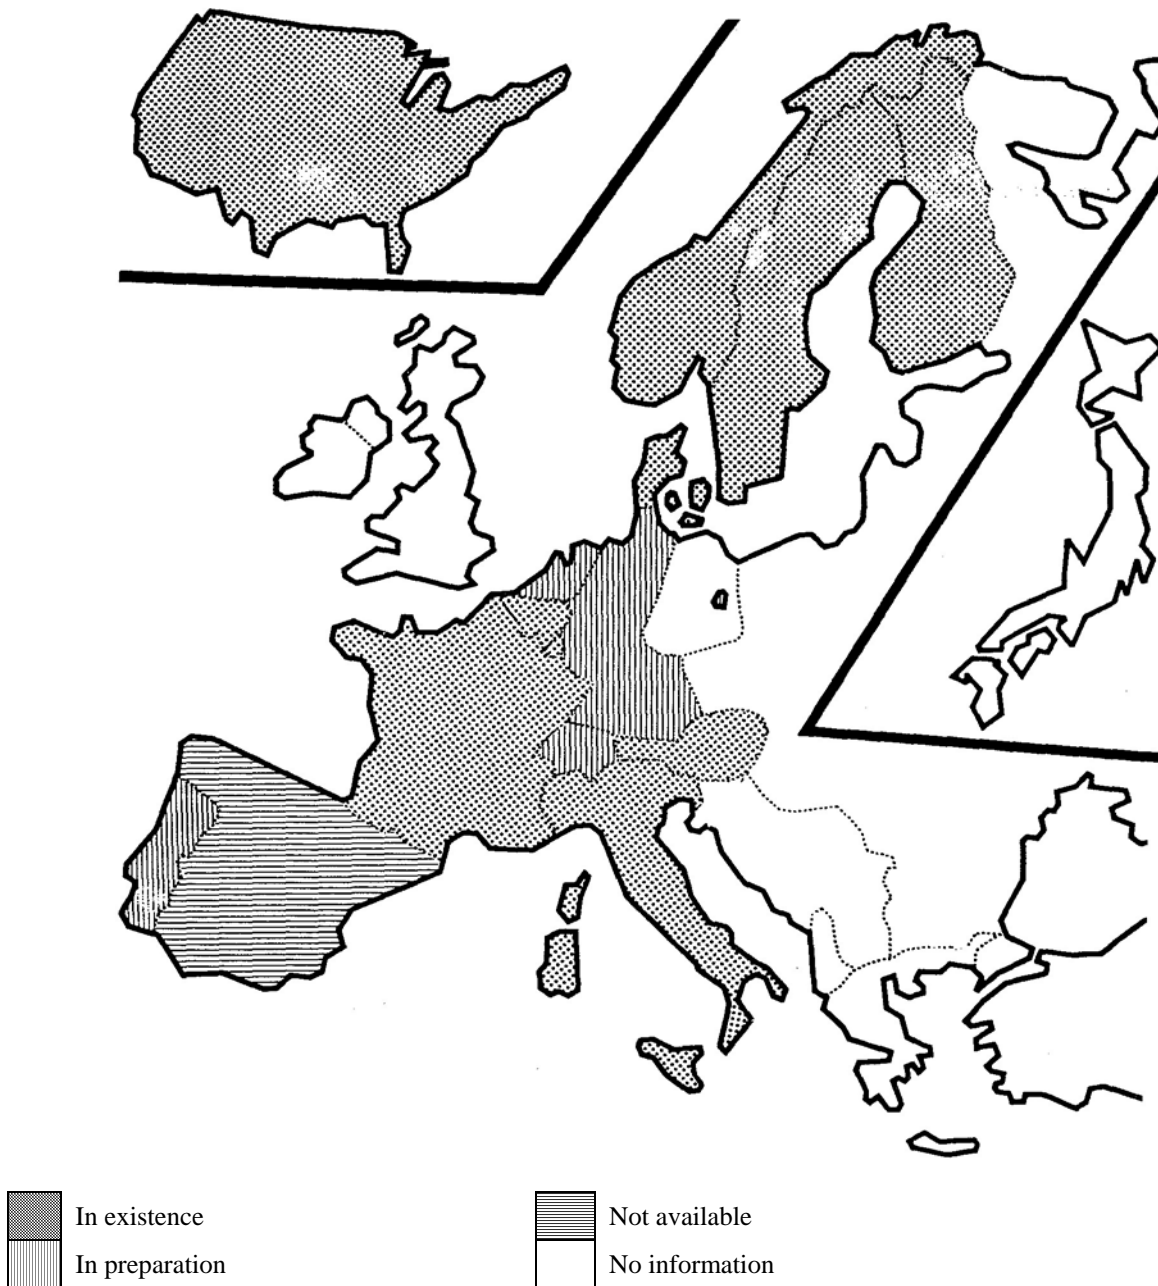 In existence
Not available
In preparation
No information